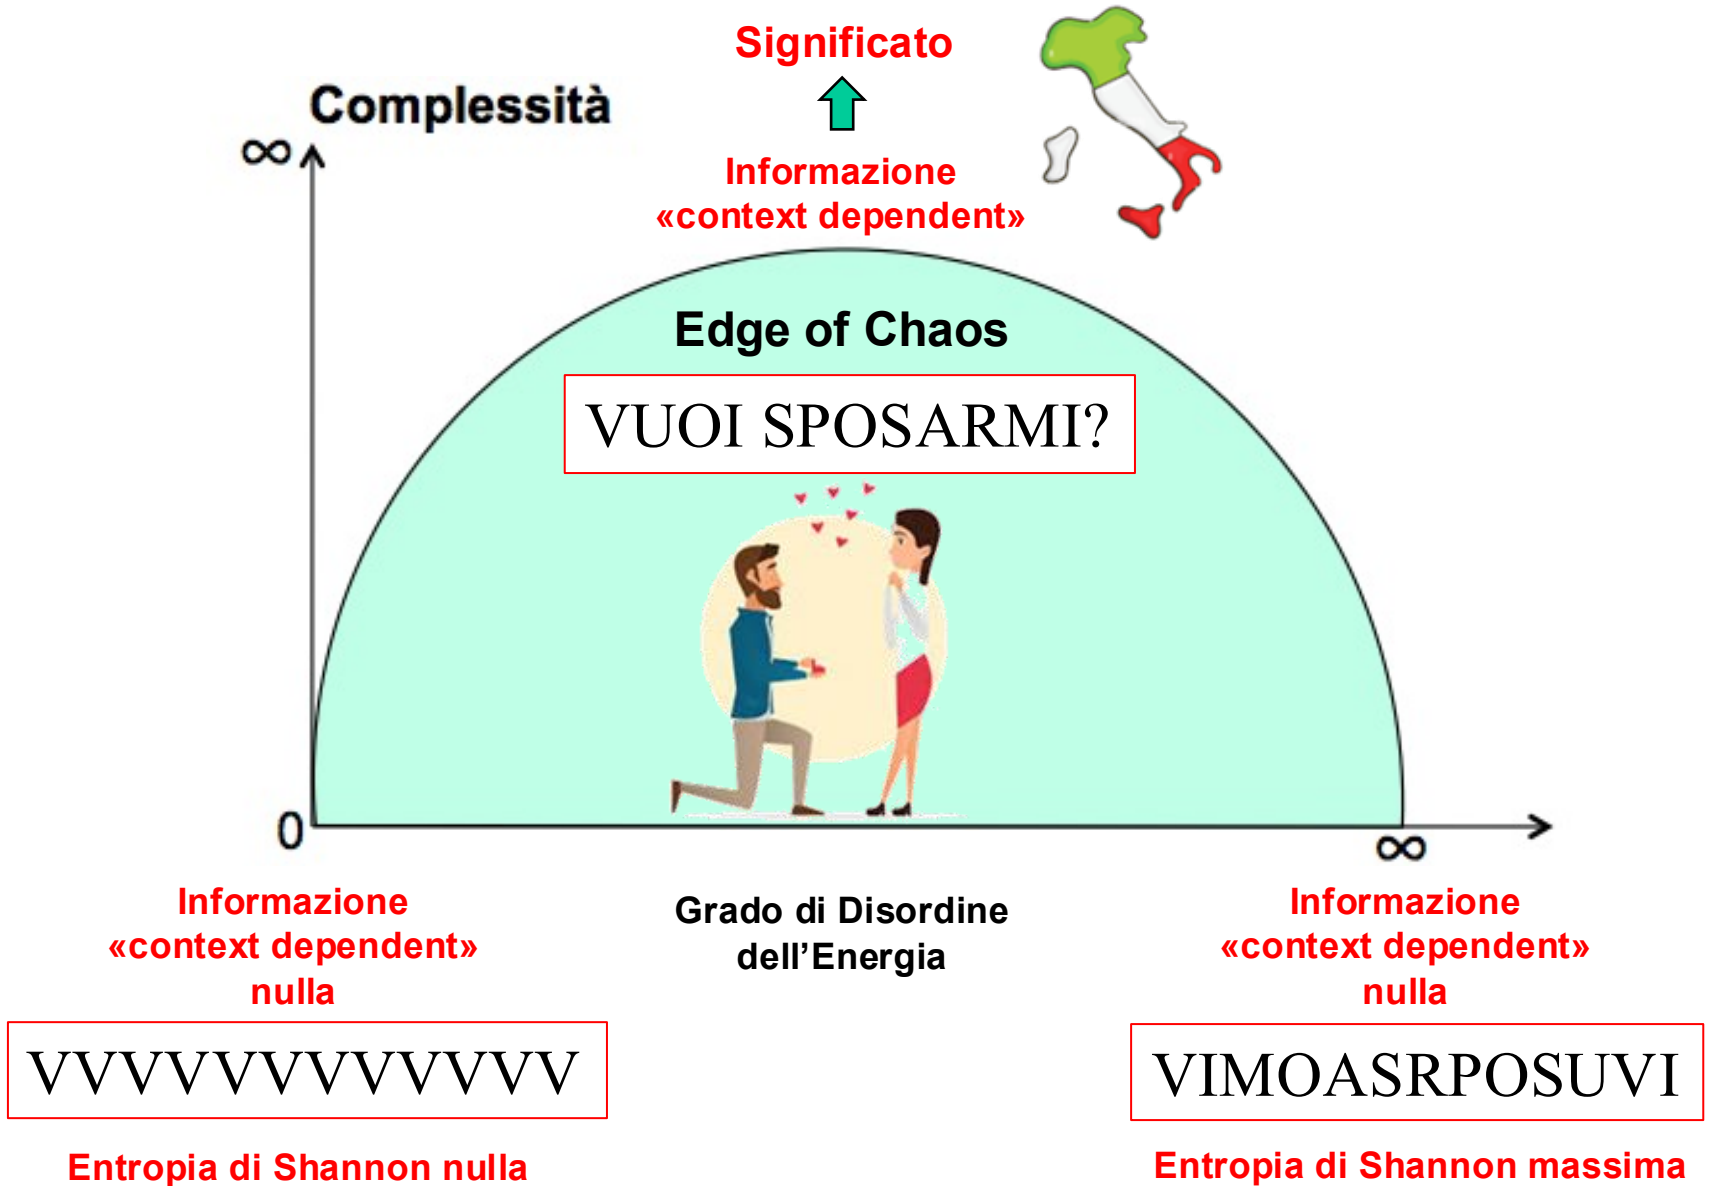 Significato
Complessità
∞
Informazione
«context dependent»
Edge of Chaos
VUOI SPOSARMI?
0
∞
Informazione
«context dependent»
nulla
Grado di Disordine
dell’Energia
Informazione
«context dependent»
nulla
VVVVVVVVVVVV
VIMOASRPOSUVI
Entropia di Shannon nulla
Entropia di Shannon massima